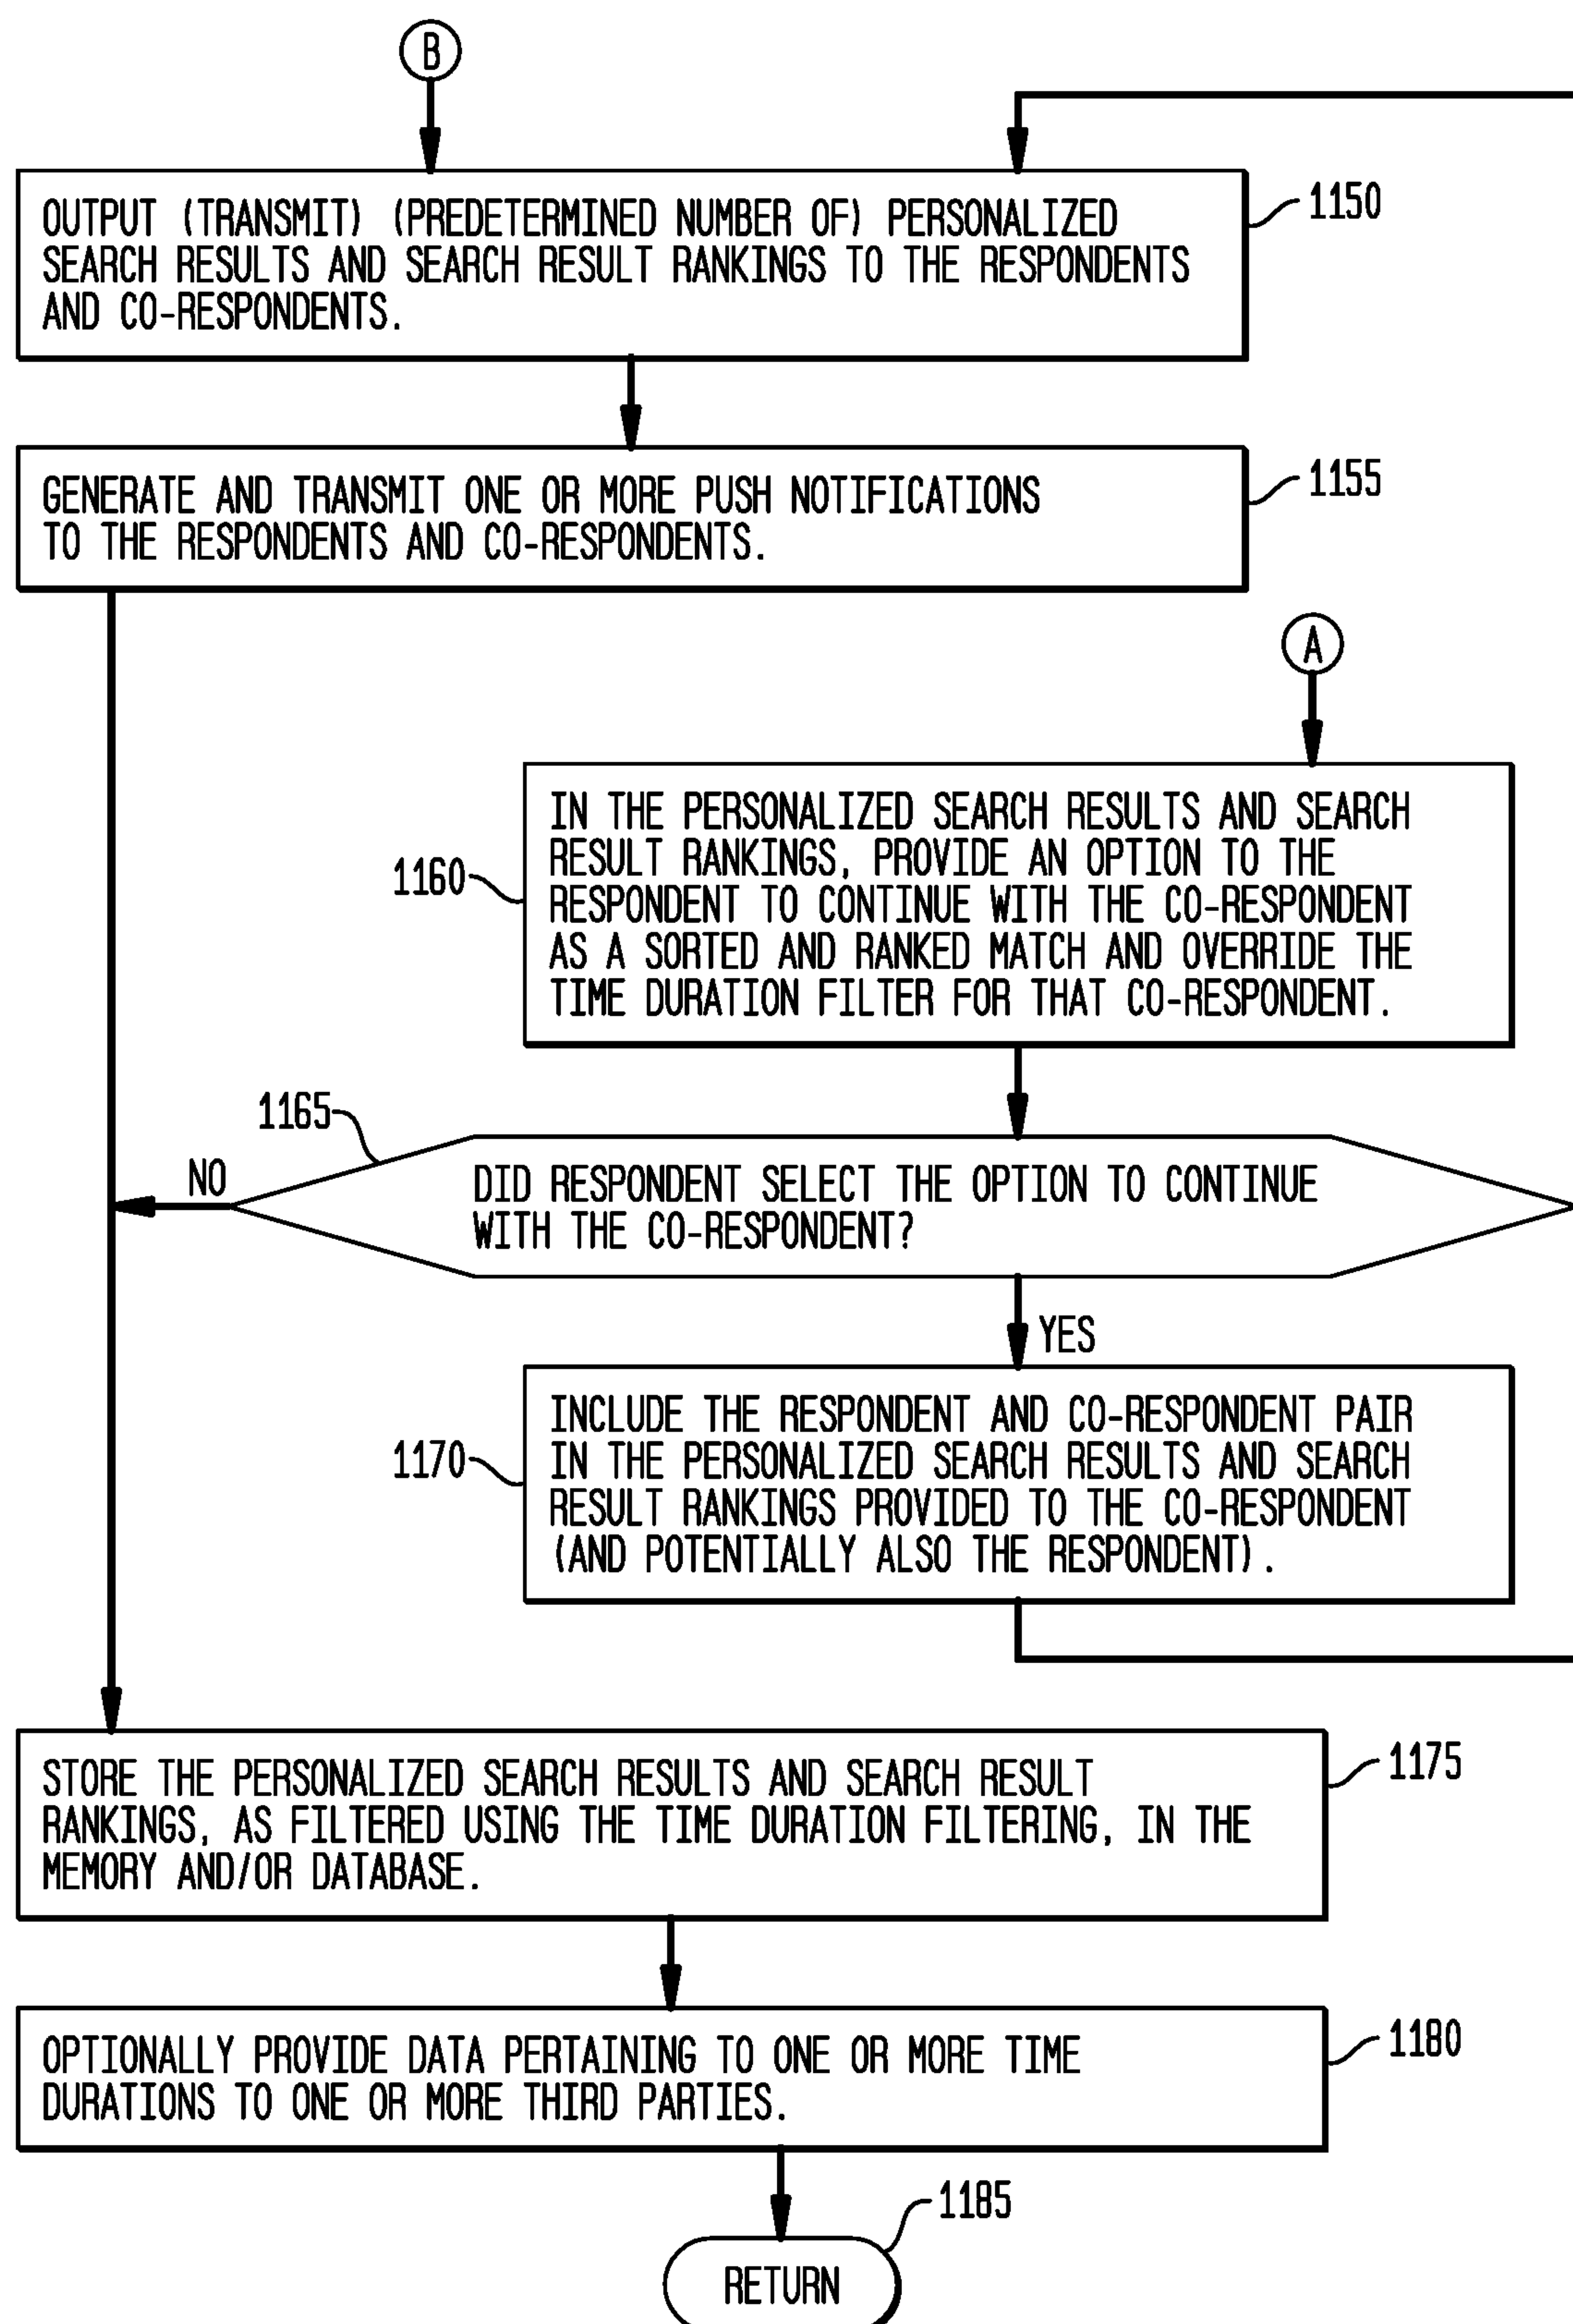 B
OUTPUT (TRANSMIT) (PREDETERMINED NUMBER OF) PERSONALIZED
SEARCH RESULTS AND SEARCH RESULT RANKINGS TO THE RESPONDENTS
AND CO-RESPONDENTS.
1150
GENERATE AND TRANSMIT ONE OR MORE PUSH NOTIFICATIONS
TO THE RESPONDENTS AND CO-RESPONDENTS.
1155
A
IN THE PERSONALIZED SEARCH RESULTS AND SEARCH
RESULT RANKINGS, PROVIDE AN OPTION TO THE
RESPONDENT TO CONTINUE WITH THE CO-RESPONDENT
AS A SORTED AND RANKED MATCH AND OVERRIDE THE
TIME DURATION FILTER FOR THAT CO-RESPONDENT.
1160
1165
NO
DID RESPONDENT SELECT THE OPTION TO CONTINUE
WITH THE CO-RESPONDENT?
YES
INCLUDE THE RESPONDENT AND CO-RESPONDENT PAIR
IN THE PERSONALIZED SEARCH RESULTS AND SEARCH
RESULT RANKINGS PROVIDED TO THE CO-RESPONDENT
(AND POTENTIALLY ALSO THE RESPONDENT).
1170
STORE THE PERSONALIZED SEARCH RESULTS AND SEARCH RESULT
RANKINGS, AS FILTERED USING THE TIME DURATION FILTERING, IN THE
MEMORY AND/OR DATABASE.
1175
OPTIONALLY PROVIDE DATA PERTAINING TO ONE OR MORE TIME
DURATIONS TO ONE OR MORE THIRD PARTIES.
1180
1185
RETURN